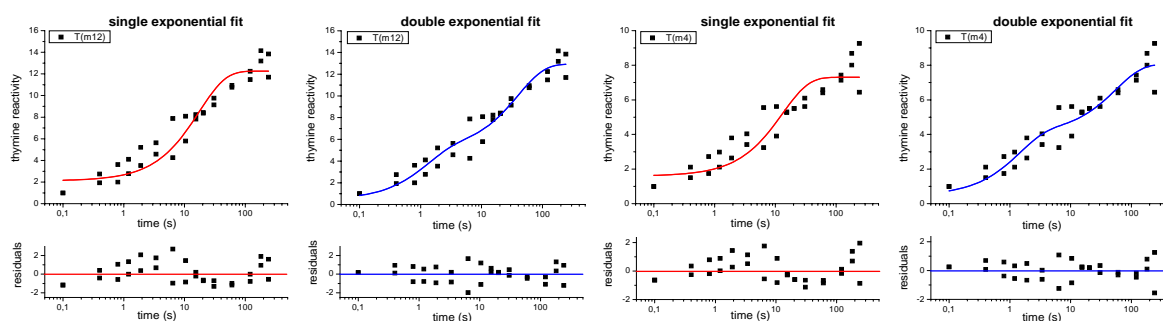 single exponential fit
T(m12)
thymine reactivity
16
14
12
10
8
6
4
2
0
0,1 1 10 100
time (s)
residuals
2
0
-2
0,1 1 10 100
time (s)
double exponential fit
T(m12)
thymine reactivity
16
14
12
10
8
6
4
2
0
0,1 1 10 100
time (s)
residuals
2
0
-2
0,1 1 10 100
time (s)
single exponential fit
T(m4)
thymine reactivity
10
8
6
4
2
0
0,1 1 10 100
time (s)
residuals
2
0
-2
0,1 1 10 100
time (s)
double exponential fit
T(m4)
thymine reactivity
10
8
6
4
2
0
0,1 1 10 100
time (s)
residuals
2
0
-2
0,1 1 10 100
time (s)